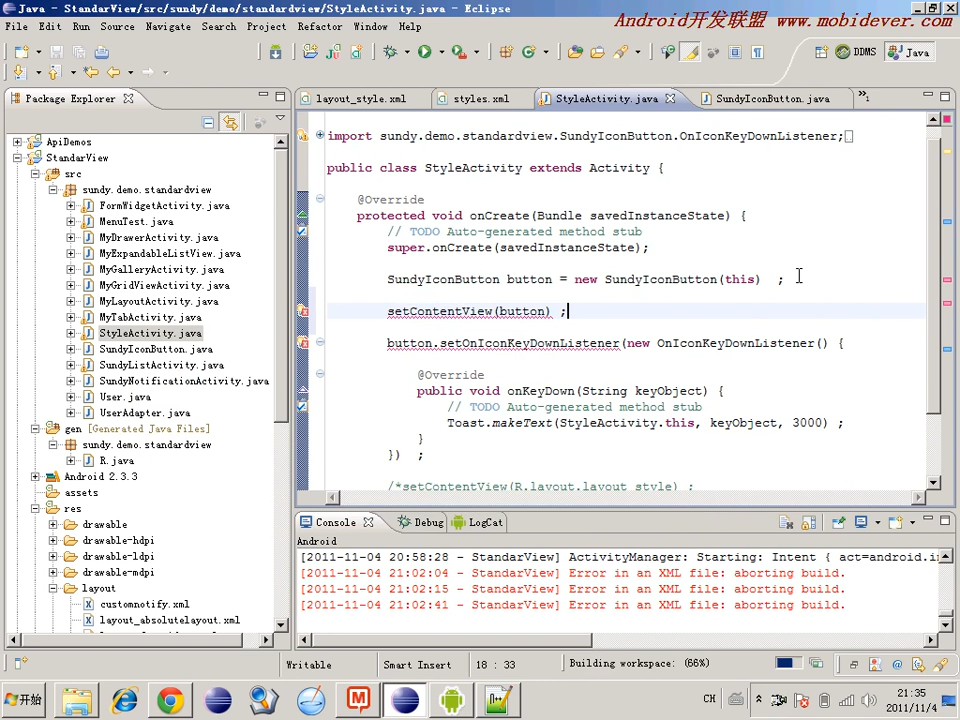 Java - StandarView/src/sundy/demo/standardview/StyleActivity.java - Eclipse
Android开发联盟 www.mobidever.com
File Edit Run Source Navigate Search Project Refactor Window Help
DDMS Java
Package Explorer
layout_style.xml styles.xml StyleActivity.java SundyIconButton.java »1
ApiDemos
StandarView
src
sundy.demo.standardview
FormWidgetActivity.java
MenuTest.java
MyDrawerActivity.java
MyExpandableListView.java
MyGalleryActivity.java
MyGridViewActivity.java
MyLayoutActivity.java
MyTabActivity.java
StyleActivity.java
SundyIconButton.java
SundyListActivity.java
SundyNotificationActivity.java
User.java
UserAdapter.java
gen [Generated Java Files]
sundy.demo.standardview
R.java
Android 2.3.3
assets
res
drawable
drawable-hdpi
drawable-ldpi
drawable-mdpi
layout
customnotify.xml
layout_absolutelayout.xml
import sundy.demo.standardview.SundyIconButton.OnIconKeyDownListener;
public class StyleActivity extends Activity {
@Override
protected void onCreate(Bundle savedInstanceState) {
// TODO Auto-generated method stub
super.onCreate(savedInstanceState);
SundyIconButton button = new SundyIconButton(this) ;
setContentView(button) ;
button.setOnIconKeyDownListener(new OnIconKeyDownListener() {
@Override
public void onKeyDown(String keyObject) {
// TODO Auto-generated method stub
Toast.makeText(StyleActivity.this, keyObject, 3000) ;
}
}) ;
/*setContentView(R.layout.layout_style) ;
Console Debug LogCat
Android
[2011-11-04 20:58:28 - StandarView] ActivityManager: Starting: Intent { act=android.i
[2011-11-04 21:02:04 - StandarView] Error in an XML file: aborting build.
[2011-11-04 21:02:15 - StandarView] Error in an XML file: aborting build.
[2011-11-04 21:02:41 - StandarView] Error in an XML file: aborting build.
Writable Smart Insert 18 : 33 Building workspace: (66%)
开始
CH
21:35
2011/11/4